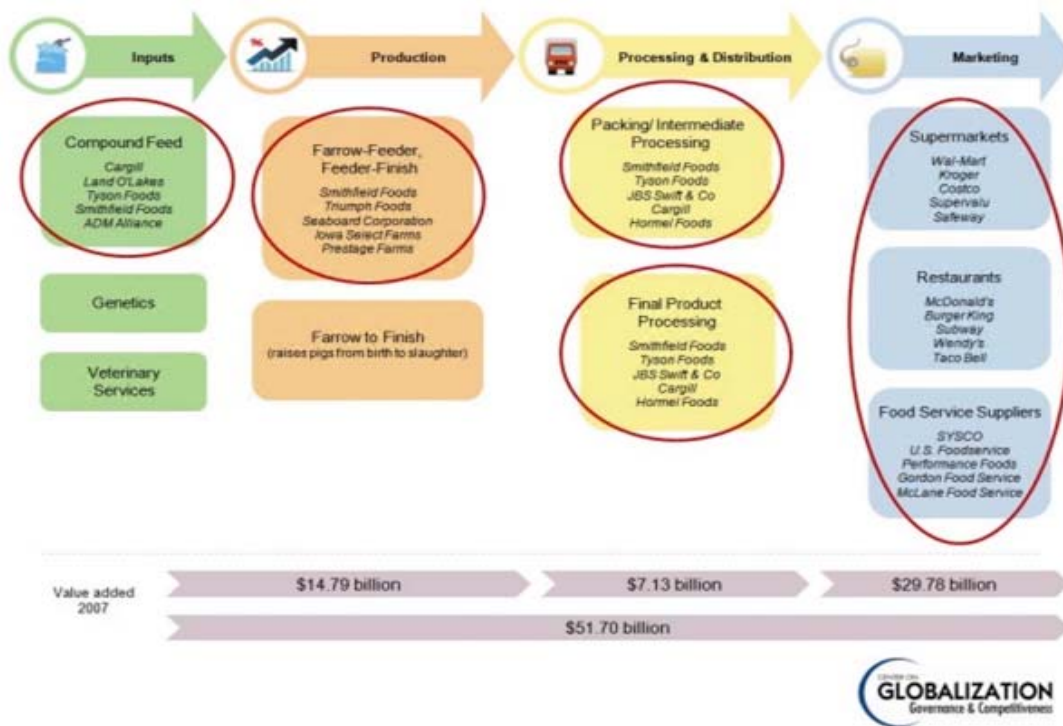 Inputs
Production
Processing & Distribution
Marketing
Compound Feed
Cargill
Land O'Lakes
Tyson Foods
Smithfield Foods
ADM Alliance
Genetics
Veterinary
Services
Farrow-Feeder,
Feeder-Finish
Smithfield Foods
Triumph Foods
Seaboard Corporation
Iowa Select Farms
Prestage Farms
Farrow to Finish
(raises pigs from birth to slaughter)
Packing/ Intermediate
Processing
Smithfield Foods
Tyson Foods
JBS Swift & Co
Cargill
Hormel Foods
Final Product
Processing
Smithfield Foods
Tyson Foods
JBS Swift & Co
Cargill
Hormel Foods
Supermarkets
Wal-Mart
Kroger
Costco
Supervalu
Safeway
Restaurants
McDonald's
Burger King
Subway
Wendy's
Taco Bell
Food Service Suppliers
SYSCO
U.S. Foodservice
Performance Foods
Gordon Food Service
McLane Food Service
Value added
2007
$14.79 billion
$7.13 billion
$29.78 billion
$51.70 billion
CENTER ON
GLOBALIZATION
Governance & Competitiveness